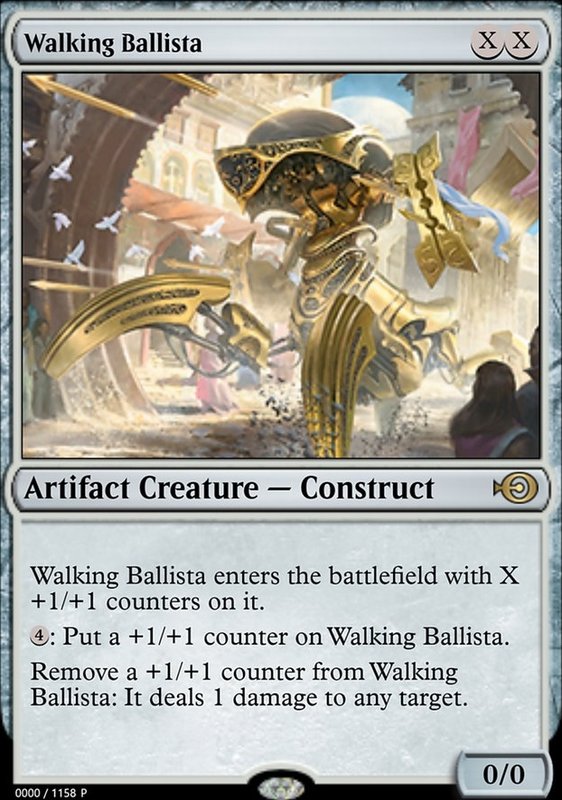 Walking Ballista X X
Artifact Creature — Construct
Walking Ballista enters the battlefield with X
+1/+1 counters on it.
4: Put a +1/+1 counter on Walking Ballista.
Remove a +1/+1 counter from Walking
Ballista: It deals 1 damage to any target.
0/0
0000 / 1158 P